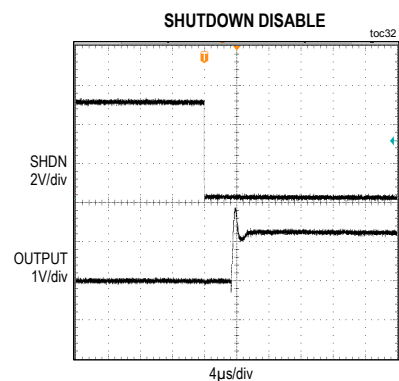 SHUTDOWN DISABLE
toc32
T
SHDN
2V/div
OUTPUT
1V/div
4µs/div